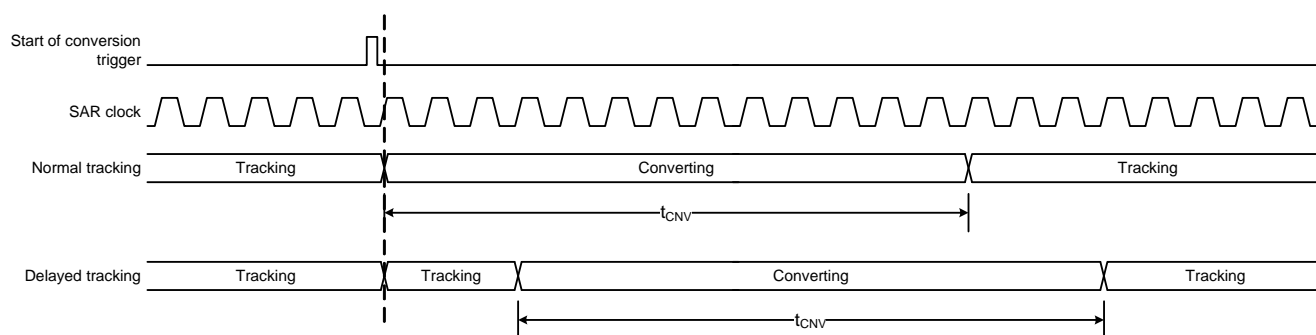 Start of conversion
trigger
SAR clock
Normal tracking
Tracking
Converting
Tracking
tCNV
Delayed tracking
Tracking
Tracking
Converting
Tracking
tCNV